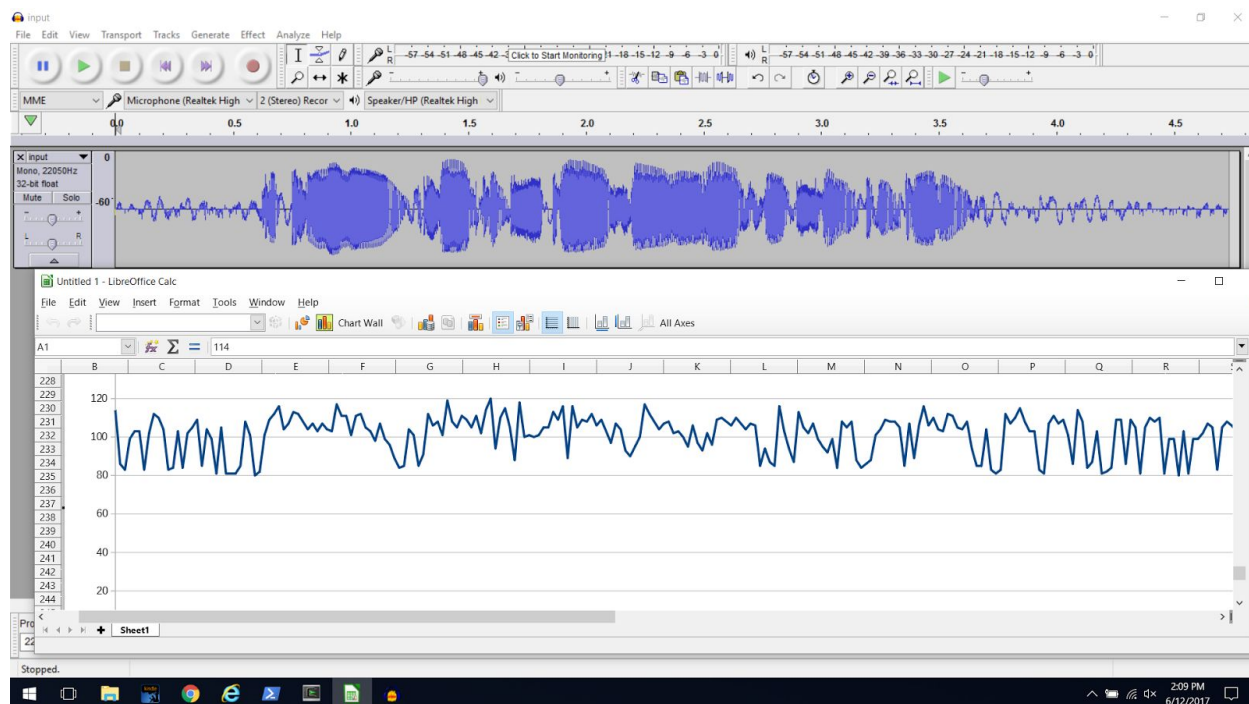 input
File Edit View Transport Tracks Generate Effect Analyze Help
L R -57 -54 -51 -48 -45 -42 -3 Click to Start Monitoring 1 -18 -15 -12 -9 -6 -3 0 L R -57 -54 -51 -48 -45 -42 -39 -36 -33 -30 -27 -24 -21 -18 -15 -12 -9 -6 -3 0
MME Microphone (Realtek High 2 (Stereo) Recor Speaker/HP (Realtek High
0.0 0.5 1.0 1.5 2.0 2.5 3.0 3.5 4.0 4.5
X input 0
Mono, 22050Hz
32-bit float
Mute Solo -60
- +
L R
Untitled 1 - LibreOffice Calc
File Edit View Insert Format Tools Window Help
Chart Wall All Axes
A1 114
B C D E F G H I J K L M N O P Q R
228
229 120
230
231
232 100
233
234
235 80
236
237 60
238
239
240 40
241
242
243 20
244
Pro
Sheet1
22
Stopped.
2:09 PM
6/12/2017